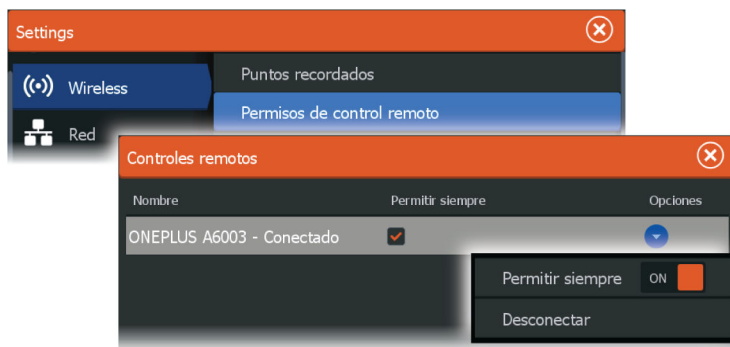 Settings
Wireless
Puntos recordados
Permisos de control remoto
Red
Controles remotos
Nombre Permitir siempre Opciones
ONEPLUS A6003 - Conectado
Permitir siempre ON
Desconectar